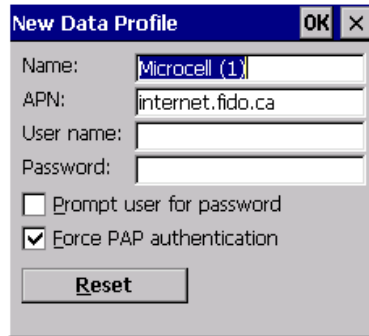 New Data Profile OK ×
Name: Microcell (1)
APN: internet.fido.ca
User name:
Password:
Prompt user for password
Force PAP authentication
Reset